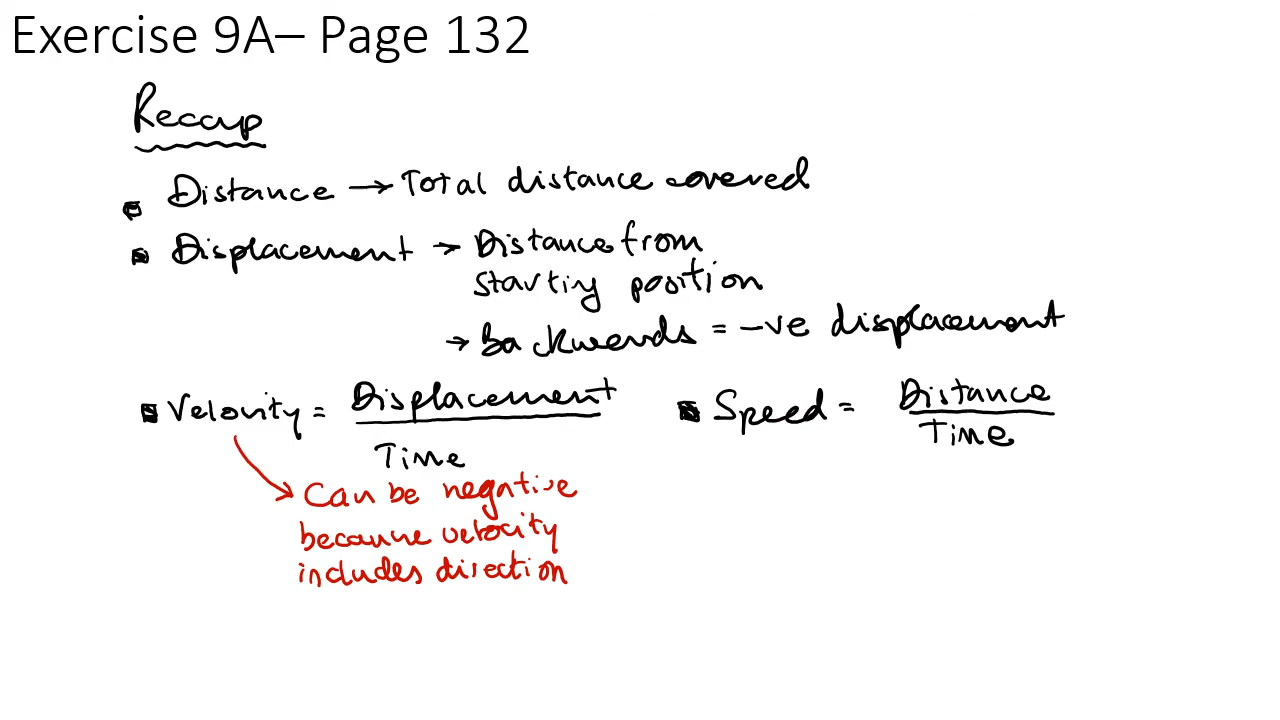 Exercise 9A– Page 132
Recap
Distance → Total distance covered
Displacement → Distance from
starting position
→ Backwards = -ve displacement
Velocity = Displacement
Time
Speed = Distance
Time
Can be negative
because velocity
includes direction